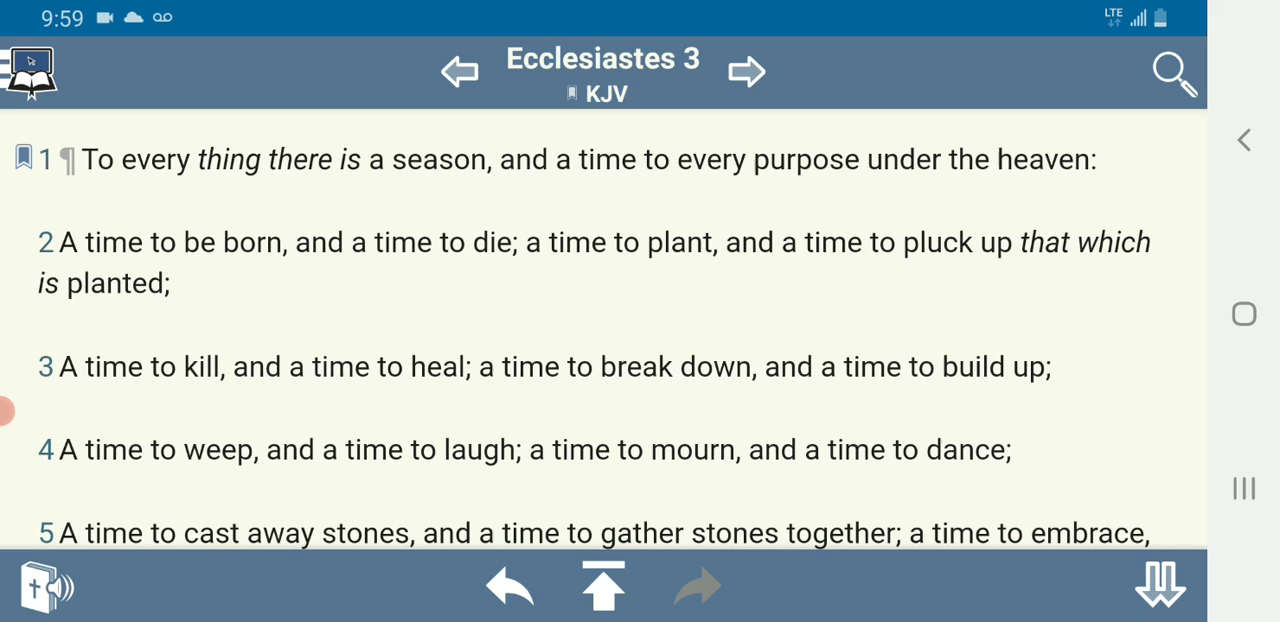 9:59
LTE
Ecclesiastes 3
KJV
1 ¶ To every thing there is a season, and a time to every purpose under the heaven:
2 A time to be born, and a time to die; a time to plant, and a time to pluck up that which
is planted;
3 A time to kill, and a time to heal; a time to break down, and a time to build up;
4 A time to weep, and a time to laugh; a time to mourn, and a time to dance;
5 A time to cast away stones, and a time to gather stones together; a time to embrace,